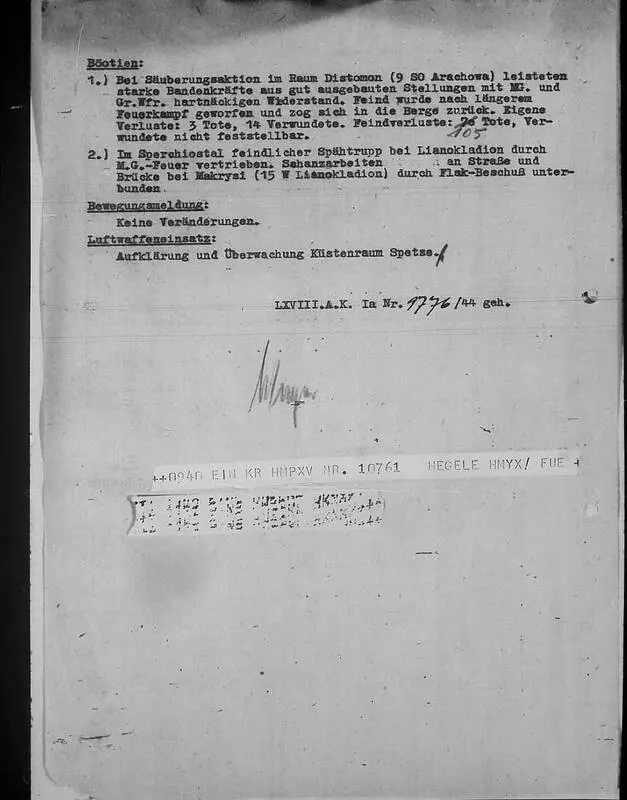 Böotien:
1.) Bei Säuberungsaktion im Raum Distomon (9 SO Arachowa) leisteten
starke Bandenkräfte aus gut ausgebauten Stellungen mit MG. und
Gr.Wfr. hartnäckigen Widerstand. Feind wurde nach längerem
Feuerkampf geworfen und zog sich in die Berge zurück. Eigene
Verluste: 3 Tote, 14 Verwundete. Feindverluste: Tote, Ver-
105
wundete nicht feststellbar.
2.) Im Sperchiostal feindlicher Spähtrupp bei Lianokladion durch
M.G.-Feuer vertrieben. Schanzarbeiten an Straße und
Brücke bei Makrysi (15 W Lianokladion) durch Flak-Beschuß unter-
bunden.
Bewegungsmeldung:
Keine Veränderungen.
Luftwaffeneinsatz:
Aufklärung und Überwachung Küstenraum Spetse.
LXVIII.A.K. Ia Nr. 9776/44 geh.
++0940 EIN KR HMPXV NR. 10761 HEGELE HMYX/ FUE +